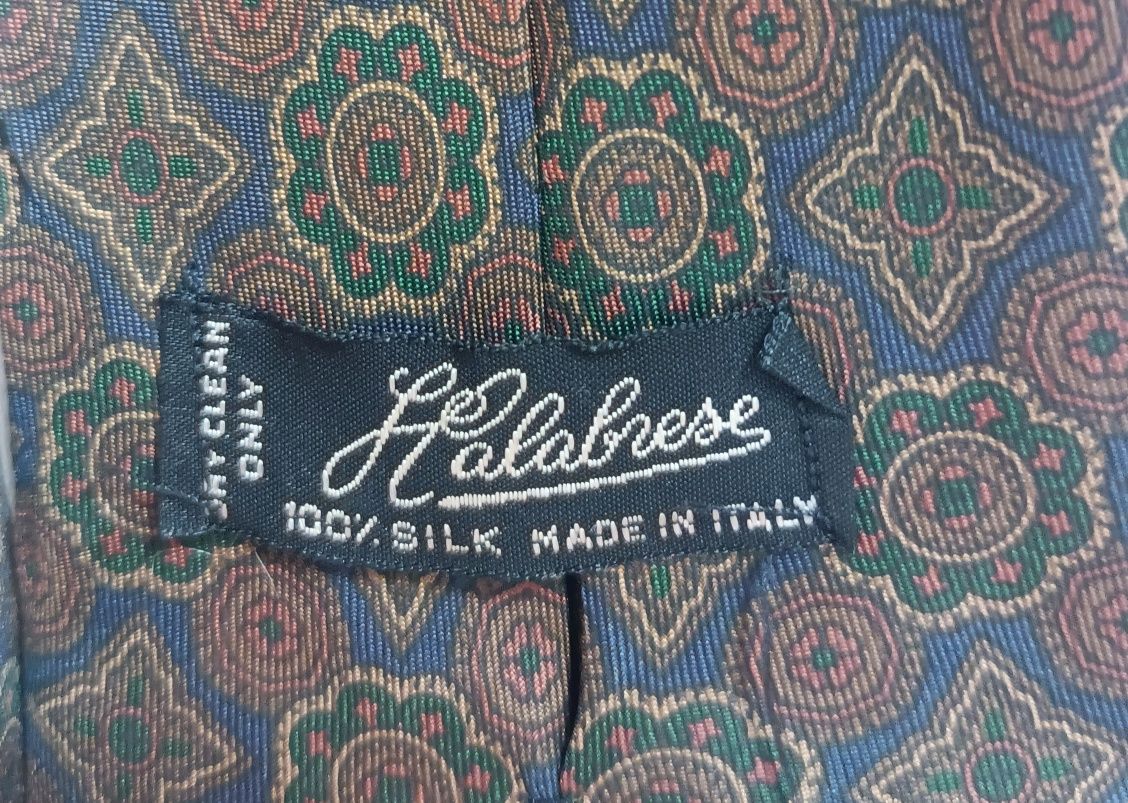 DRY CLEAN
ONLY
Calabrese
100% SILK MADE IN ITALY